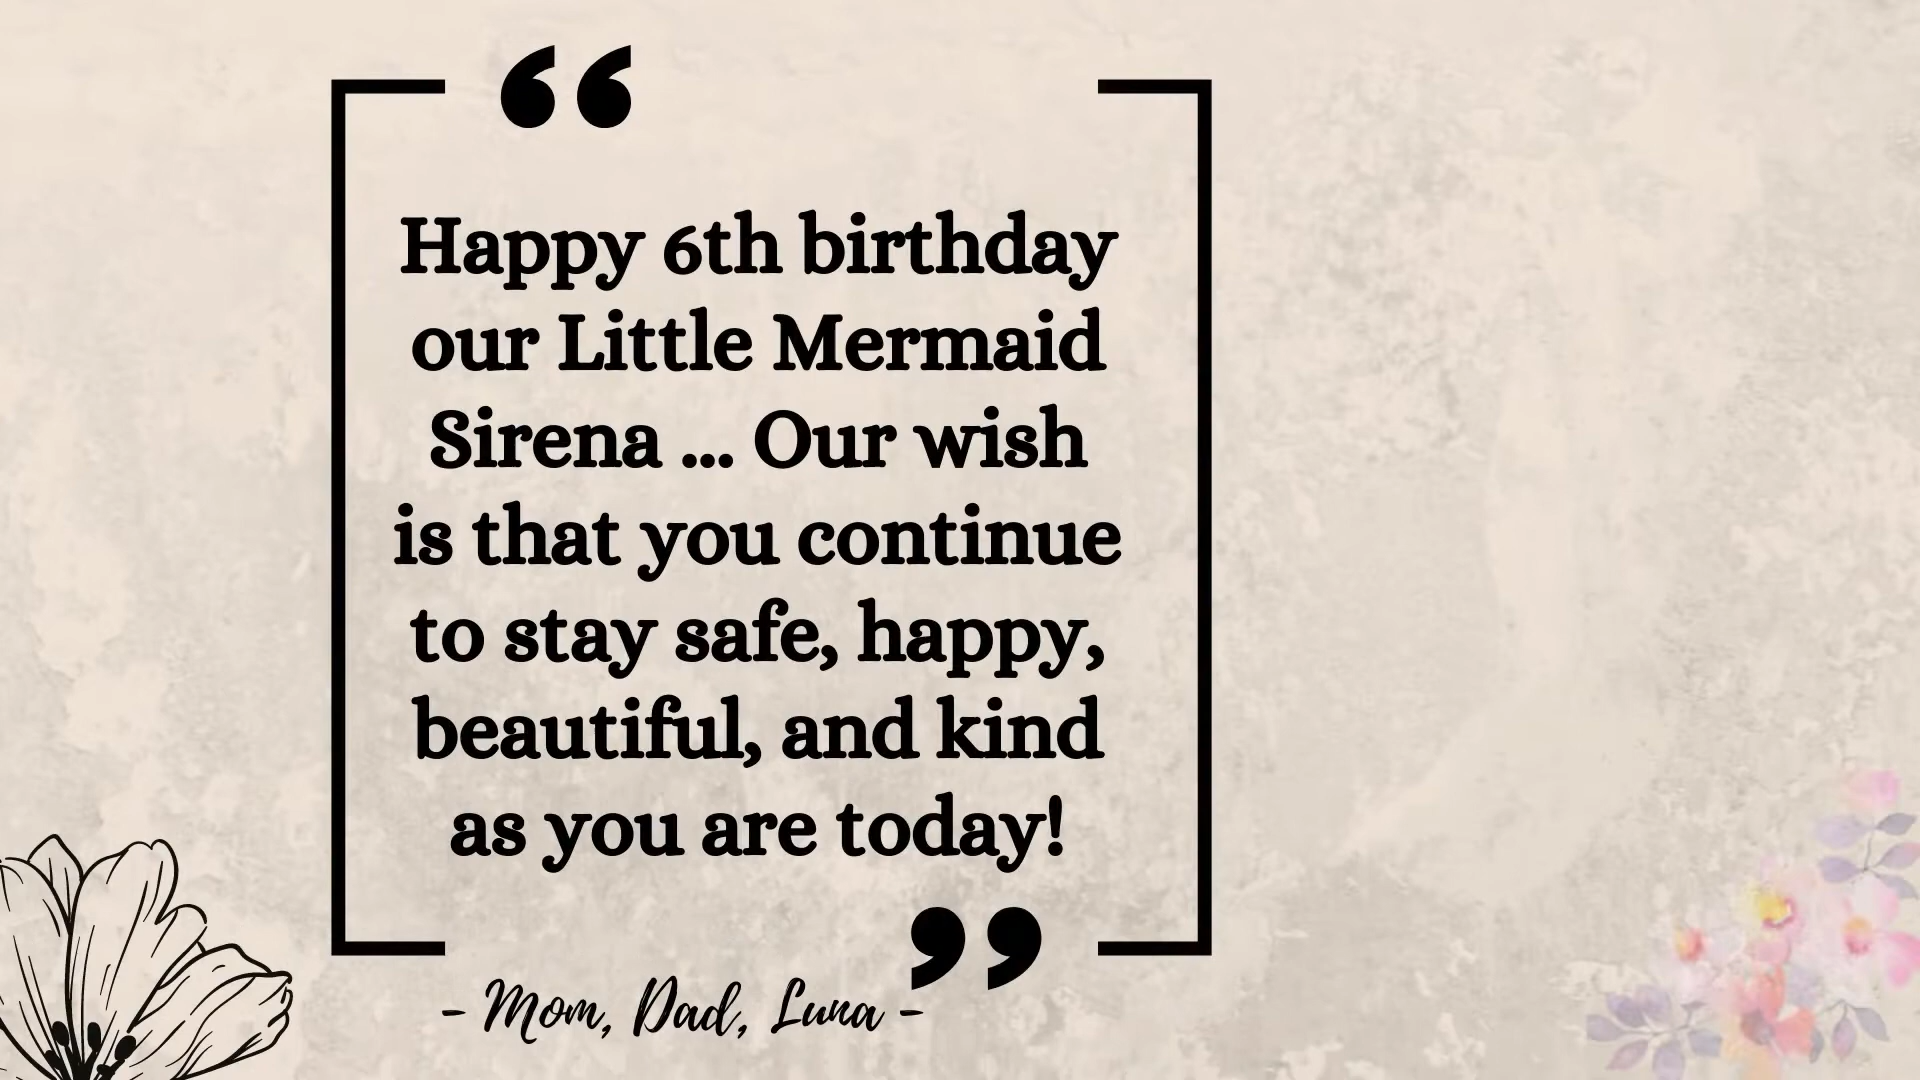 “
Happy 6th birthday
our Little Mermaid
Sirena ... Our wish
is that you continue
to stay safe, happy,
beautiful, and kind
as you are today!
”
- Mom, Dad, Luna -